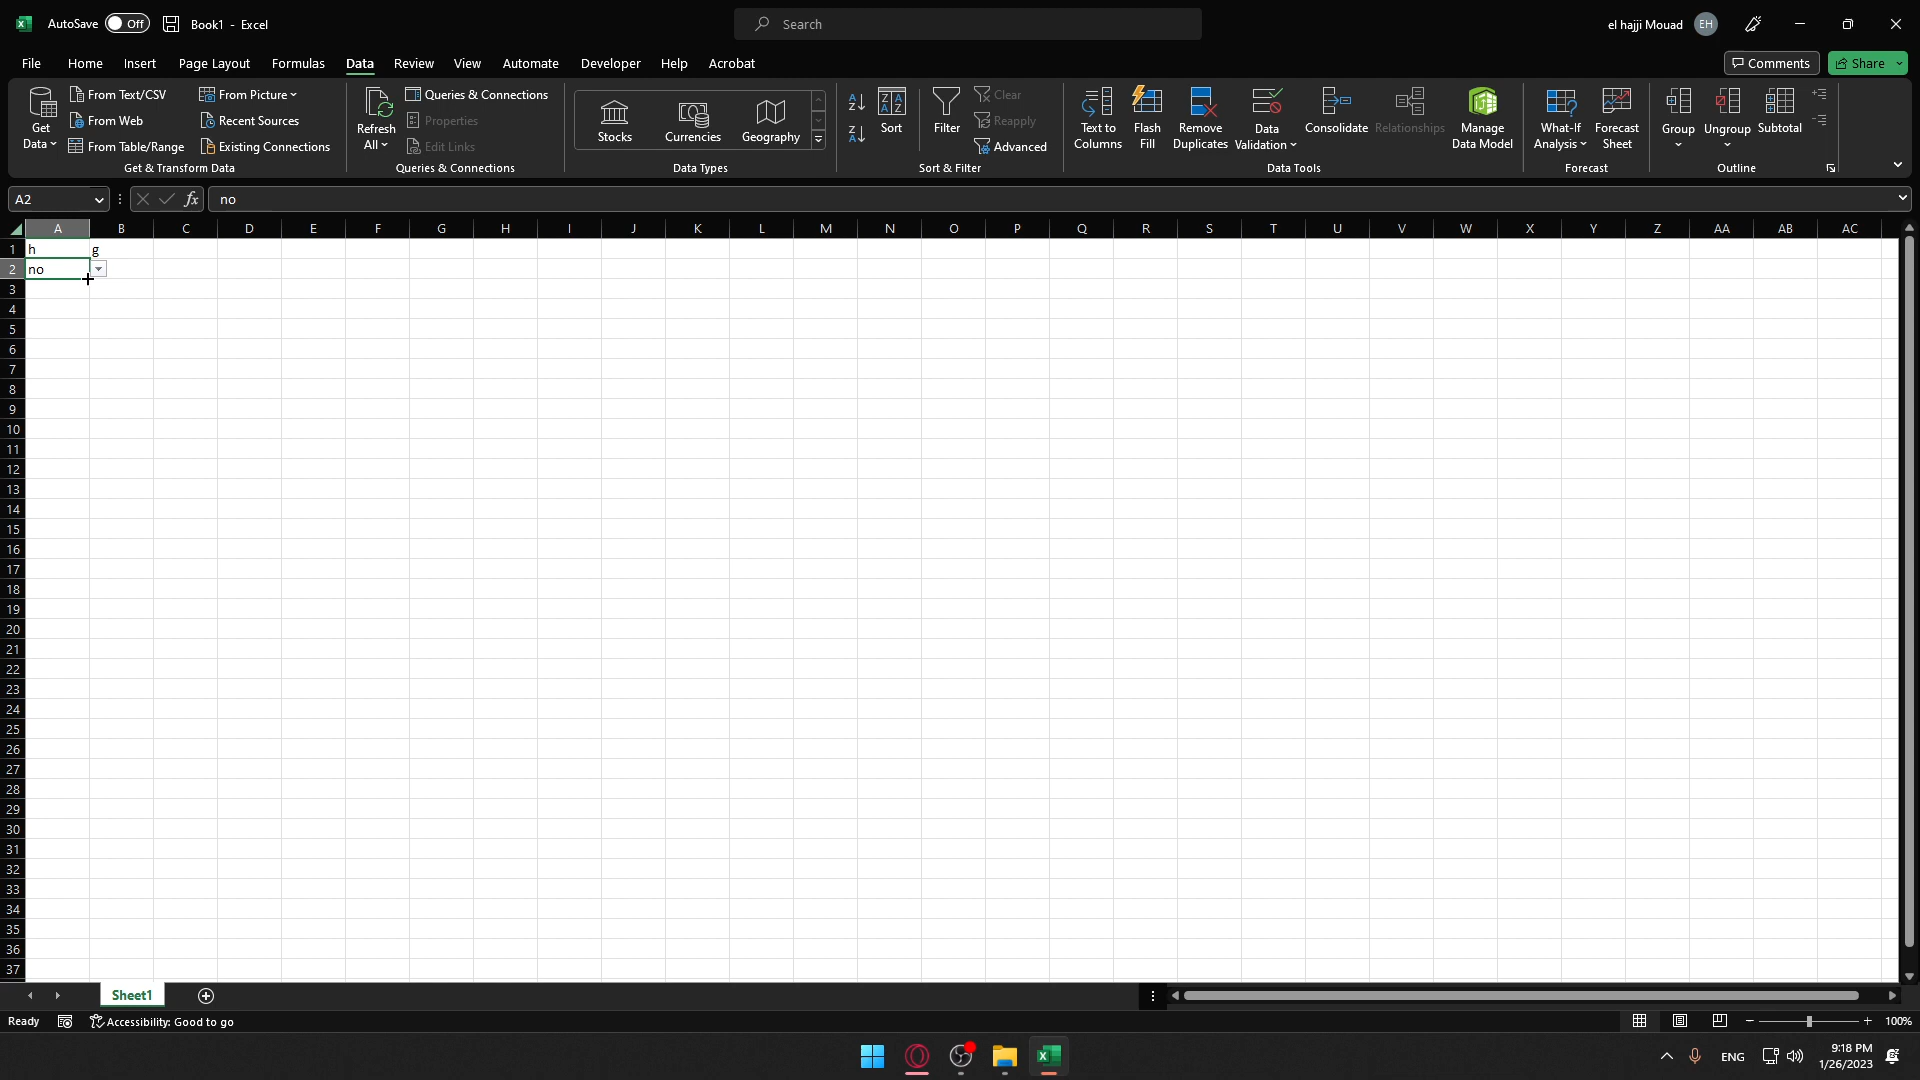 AutoSave Off Book1 - Excel Search el hajji Mouad EH
File Home Insert Page Layout Formulas Data Review View Automate Developer Help Acrobat Comments Share
Get Data
From Text/CSV
From Web
From Table/Range
From Picture
Recent Sources
Existing Connections
Get & Transform Data
Refresh All
Queries & Connections
Properties
Edit Links
Queries & Connections
Stocks Currencies Geography
Data Types
Sort
Filter
Clear
Reapply
Advanced
Sort & Filter
Text to Columns
Flash Fill
Remove Duplicates
Data Validation
Consolidate
Relationships
Manage Data Model
Data Tools
What-If Analysis
Forecast Sheet
Forecast
Group
Ungroup
Subtotal
Outline
A2 fx no
A B C D E F G H I J K L M N O P Q R S T U V W X Y Z AA AB AC
1 h g
2 no
3
4
5
6
7
8
9
10
11
12
13
14
15
16
17
18
19
20
21
22
23
24
25
26
27
28
29
30
31
32
33
34
35
36
37
Sheet1
Ready Accessibility: Good to go 100%
ENG 9:18 PM
1/26/2023